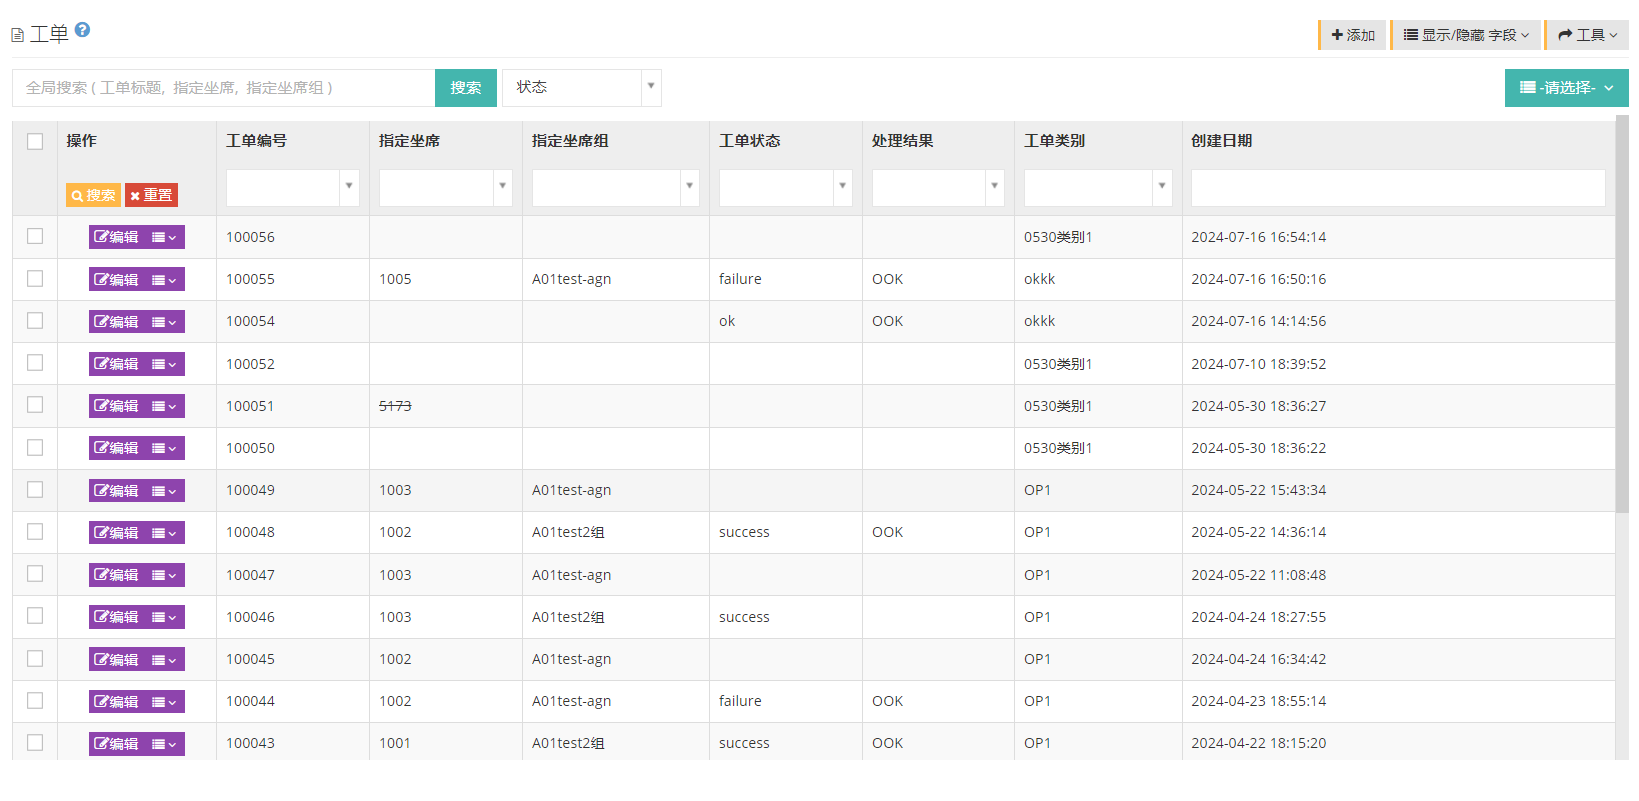 工单
添加 显示/隐藏 字段 工具
全局搜索 ( 工单标题, 指定坐席, 指定坐席组 ) 搜索 状态 -请选择-
操作 工单编号 指定坐席 指定坐席组 工单状态 处理结果 工单类别 创建日期
搜索 重置
编辑 100056 0530类别1 2024-07-16 16:54:14
编辑 100055 1005 A01test-agn failure OOK okkk 2024-07-16 16:50:16
编辑 100054 ok OOK okkk 2024-07-16 14:14:56
编辑 100052 0530类别1 2024-07-10 18:39:52
编辑 100051 5173 0530类别1 2024-05-30 18:36:27
编辑 100050 0530类别1 2024-05-30 18:36:22
编辑 100049 1003 A01test-agn OP1 2024-05-22 15:43:34
编辑 100048 1002 A01test2组 success OOK OP1 2024-05-22 14:36:14
编辑 100047 1003 A01test-agn OP1 2024-05-22 11:08:48
编辑 100046 1003 A01test2组 success OP1 2024-04-24 18:27:55
编辑 100045 1002 A01test-agn OP1 2024-04-24 16:34:42
编辑 100044 1002 A01test-agn failure OOK OP1 2024-04-23 18:55:14
编辑 100043 1001 A01test2组 success OOK OP1 2024-04-22 18:15:20